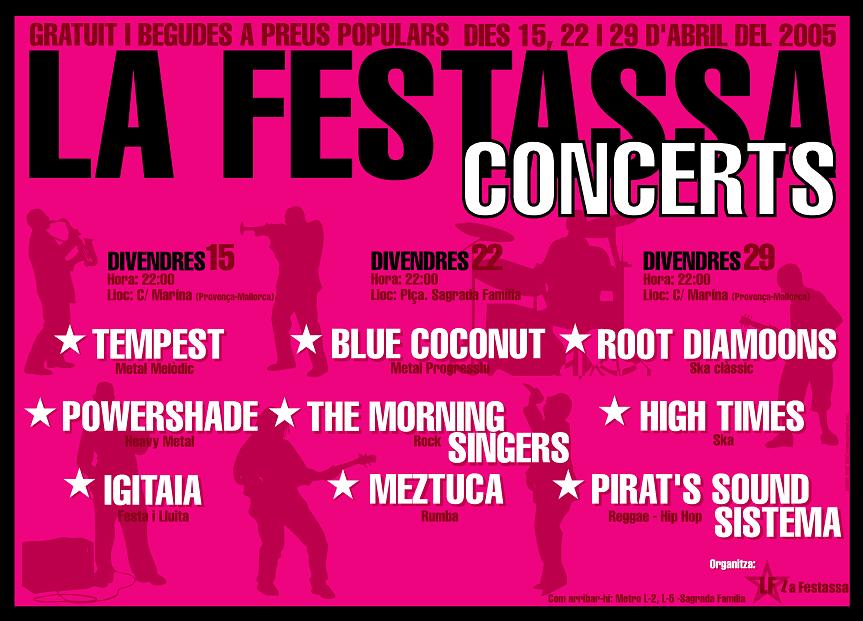 GRATUIT I BEGUDES A PREUS POPULARS DIES 15, 22 I 29 D'ABRIL DEL 2005
LA FESTASSA
CONCERTS
DIVENDRES 15
Hora: 22:00
Lloc: C/ Marina (Provença-Mallorca)
TEMPEST
Metal Melòdic
POWERSHADE
Heavy Metal
IGITAIA
Festa i Lluita
DIVENDRES 22
Hora: 22:00
Lloc: Plça. Sagrada Família
BLUE COCONUT
Metal Progressiu
THE MORNING
SINGERS
Rock
MEZTUCA
Rumba
DIVENDRES 29
Hora: 22:00
Lloc: C/ Marina (Provença-Mallorca)
ROOT DIAMOONS
Ska clàssic
HIGH TIMES
Ska
PIRAT'S SOUND
SISTEMA
Reggae - Hip Hop
Organitza:
LF La Festassa
Com arribar-hi: Metro L-2, L-5 -Sagrada Família